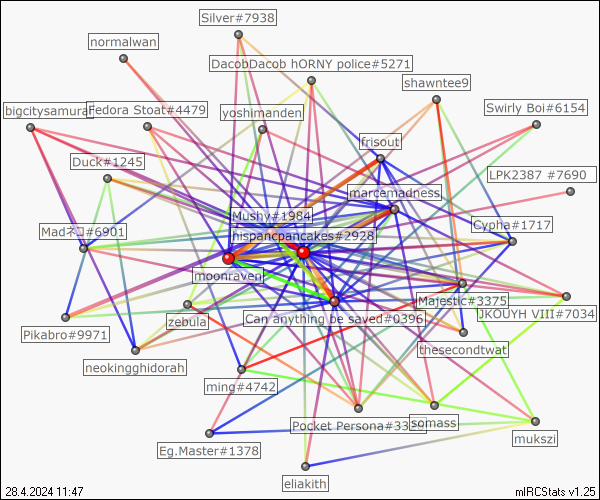 Silver#7938
normalwan
DacobDacob hORNY police#5271
shawntee9
bigcitysamurai
Fedora Stoat#4479
Swirly Boi#6154
yoshimanden
frisout
Duck#1245
LPK2387 #7690
marcemadness
Mushy#1984
Cypha#1717
Madネコ#6901
hispancpancakes#2928
moonraven
Majestic#3375
JKOUYH VIII#7034
zebula
Can anything be saved#0396
Pikabro#9971
thesecondtwat
neokingghidorah
ming#4742
Pocket Persona#33
somass
mukszi
Eg.Master#1378
eliakith
28.4.2024 11:47
mIRCStats v1.25